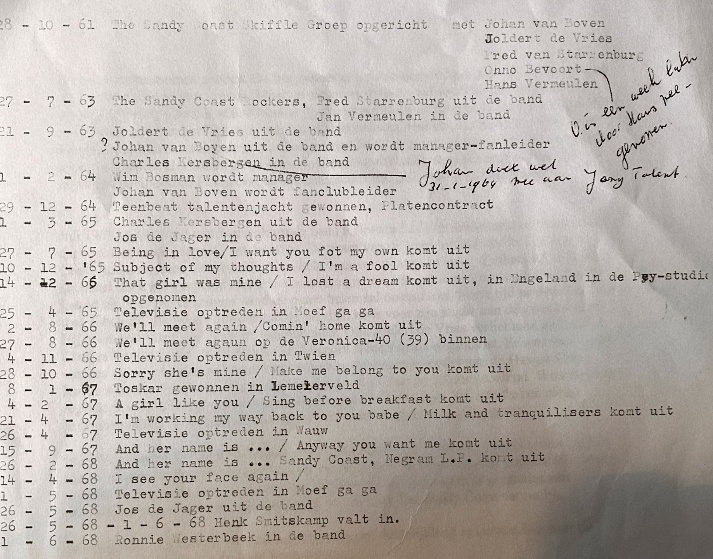 28 - 10 - 61 The Sandy Coast Skiffle Groep opgericht met Johan van Boven
Joldert de Vries
Fred van Starrenburg
Onno Bevoort
Hans Vermeulen
27 - 7 - 63 The Sandy Coast Rockers, Fred Starrenburg uit de band
Jan Vermeulen in de band
O. is een week later door Hans mee- genomen.
21 - 9 - 63 Joldert de Vries uit de band
? Johan van Boven uit de band en wordt manager-fanleider
Charles Kersbergen in de band
1 - 2 - 64 Wim Bosman wordt manager
Johan doet wel 31-1-1964 mee aan Jong Talent.
Johan van Boven wordt fanclubleider
29 - 12 - 64 Teenbeat talentenjacht gewonnen, Platencontract
1 - 3 - 65 Charles Kersbergen uit de band
Jos de Jager in de band
27 - 7 - 65 Being in love/I want you fot my own komt uit
10 - 12 - '65 Subject of my thoughts / I'm a fool komt uit
14 - 12 - 66 That girl was mine / I lost a dream komt uit, in Engeland in de Pye-studio
opgenomen
25 - 4 - 65 Televisie optreden in Moef ga ga
2 - 8 - 66 We'll meet again /Comin' home komt uit
27 - 8 - 66 We'll meet agaun op de Veronica-40 (39) binnen
4 - 11 - 66 Televisie optreden in Twien
28 - 10 - 66 Sorry she's mine / Make me belong to you komt uit
8 - 1 - 67 Toskar gewonnen in Lemelerveld
4 - 2 - 67 A girl like you / Sing before breakfast komt uit
21 - 4 - 67 I'm working my way back to you babe / Milk and tranquilisers komt uit
26 - 4 - 67 Televisie optreden in Wauw
15 - 9 - 67 And her name is ... / Anyway you want me komt uit
26 - 2 - 68 And her name is ... Sandy Coast, Negram L.P. komt uit
14 - 4 - 68 I see your face again /
1 - 5 - 68 Televisie optreden in Moef ga ga
26 - 5 - 68 Jos de Jager uit de band
26 - 5 - 68 - 1 - 6 - 68 Henk Smitskamp valt in.
1 - 6 - 68 Ronnie Westerbeek in de band